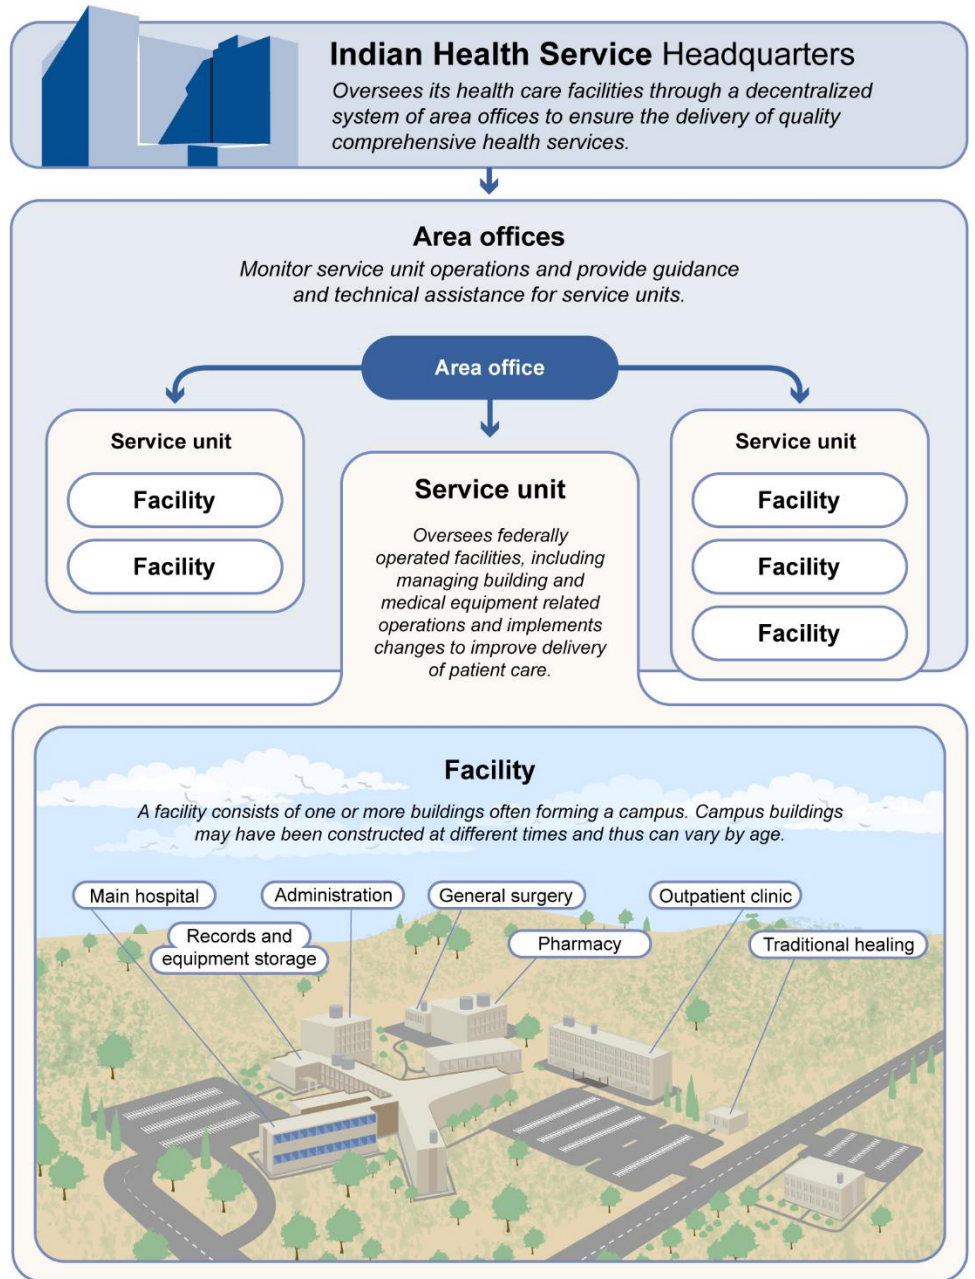 Indian Health Service Headquarters
Oversees its health care facilities through a decentralized
system of area offices to ensure the delivery of quality
comprehensive health services.
Area offices
Monitor service unit operations and provide guidance
and technical assistance for service units.
Area office
Service unit
Facility
Facility
Service unit
Oversees federally
operated facilities, including
managing building and
medical equipment related
operations and implements
changes to improve delivery
of patient care.
Service unit
Facility
Facility
Facility
Facility
A facility consists of one or more buildings often forming a campus. Campus buildings
may have been constructed at different times and thus can vary by age.
Main hospital
Administration
General surgery
Outpatient clinic
Records and
equipment storage
Pharmacy
Traditional healing